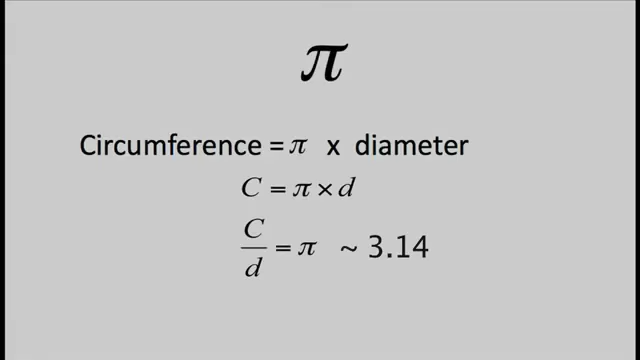 π
Circumference = π x diameter
C = π × d
C/d = π ~ 3.14